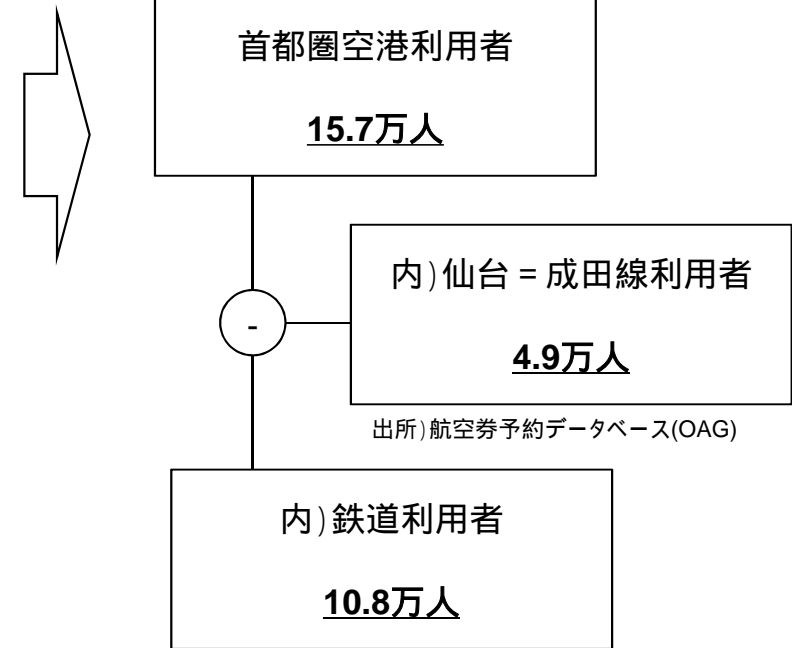 首都圏空港利用者
15.7万人
内)仙台=成田線利用者
-
4.9万人
出所)航空券予約データベース(OAG)
内)鉄道利用者
10.8万人